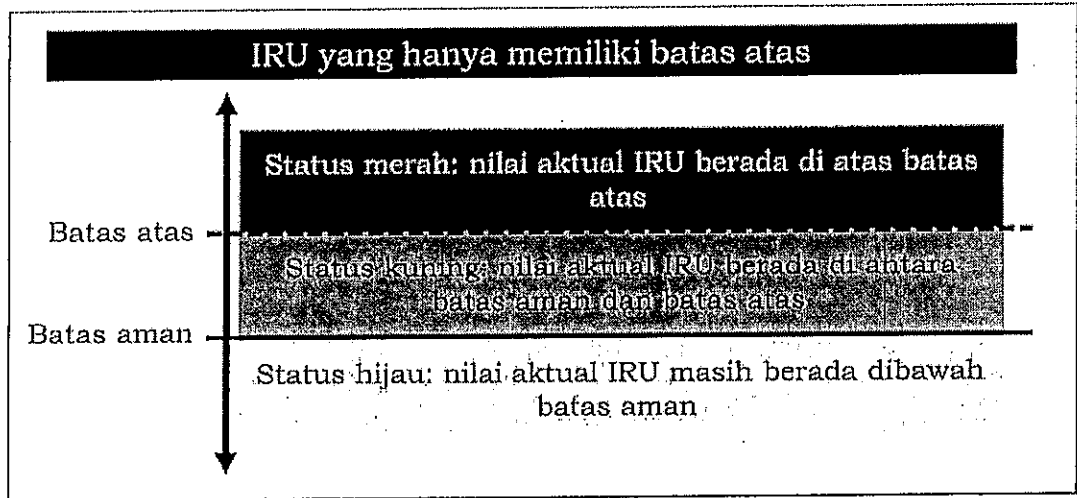 IRU yang hanya memiliki batas atas
Status merah: nilai aktual IRU berada di atas batas
atas
Batas atas
Status kuning: nilai aktual IRU berada di antara
batas aman dan batas atas
Batas aman
Status hijau: nilai aktual IRU masih berada dibawah
batas aman